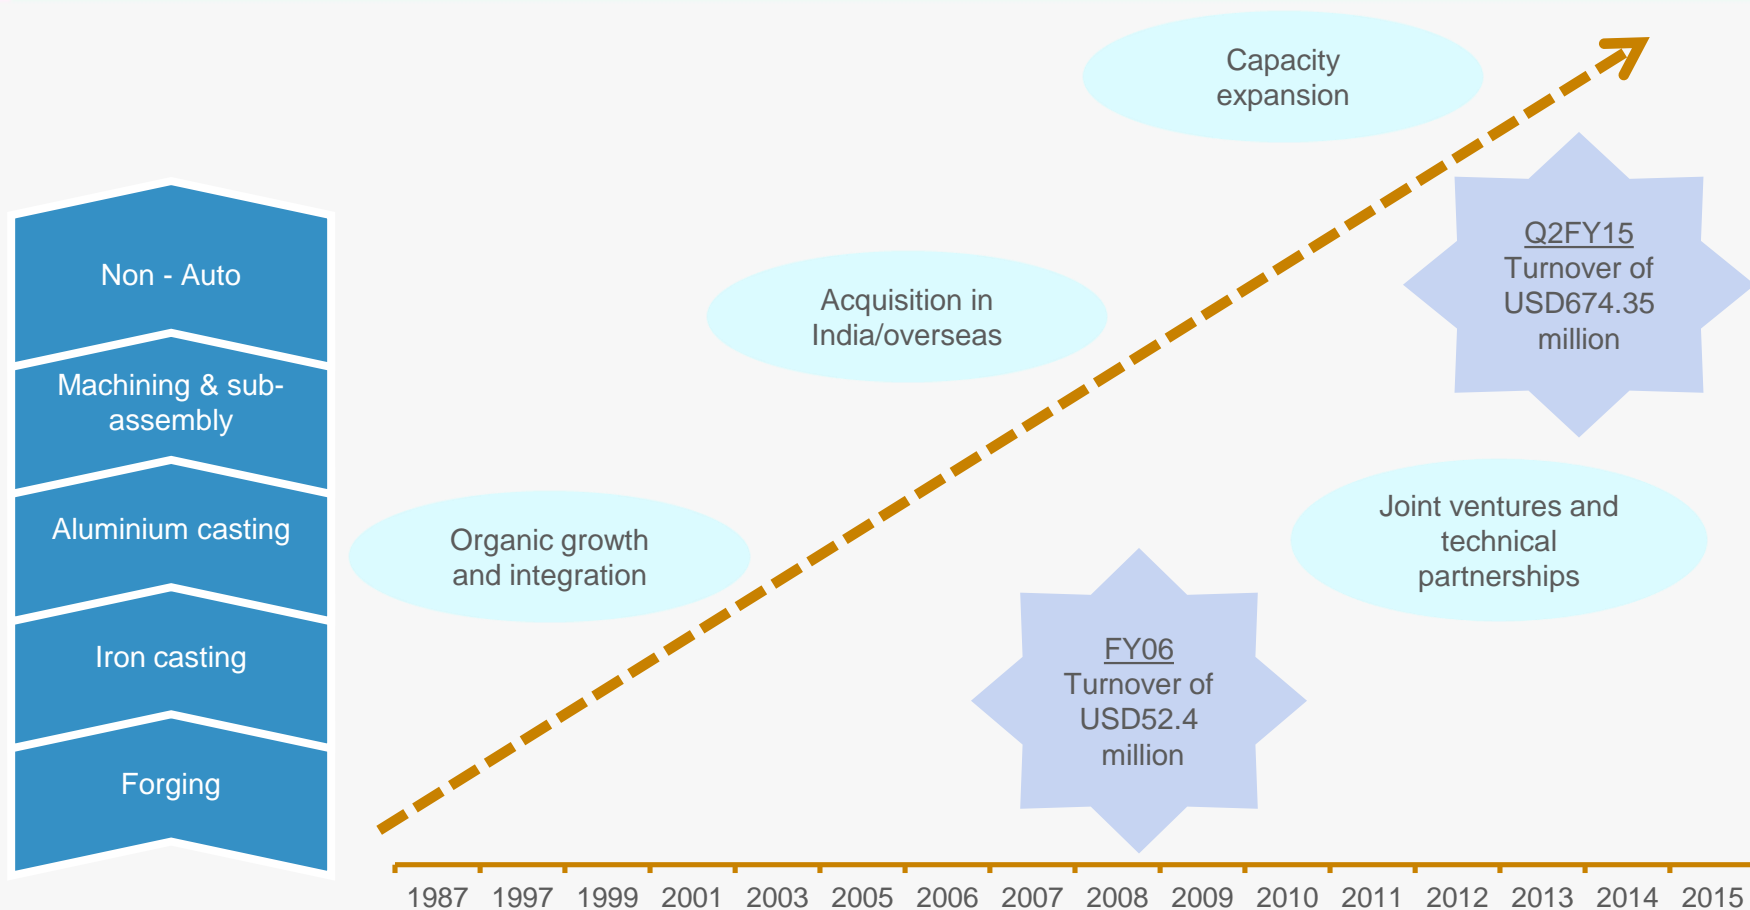 Capacity
expansion
Non - Auto
Q2FY15
Turnover of
USD674.35
million
Acquisition in
India/overseas
Machining & sub-
assembly
Aluminium casting
Organic growth
and integration
Joint ventures and
technical
partnerships
Iron casting
FY06
Turnover of
USD52.4
million
Forging
1987 1997 1999 2001 2003 2005 2006 2007 2008 2009 2010 2011 2012 2013 2014 2015